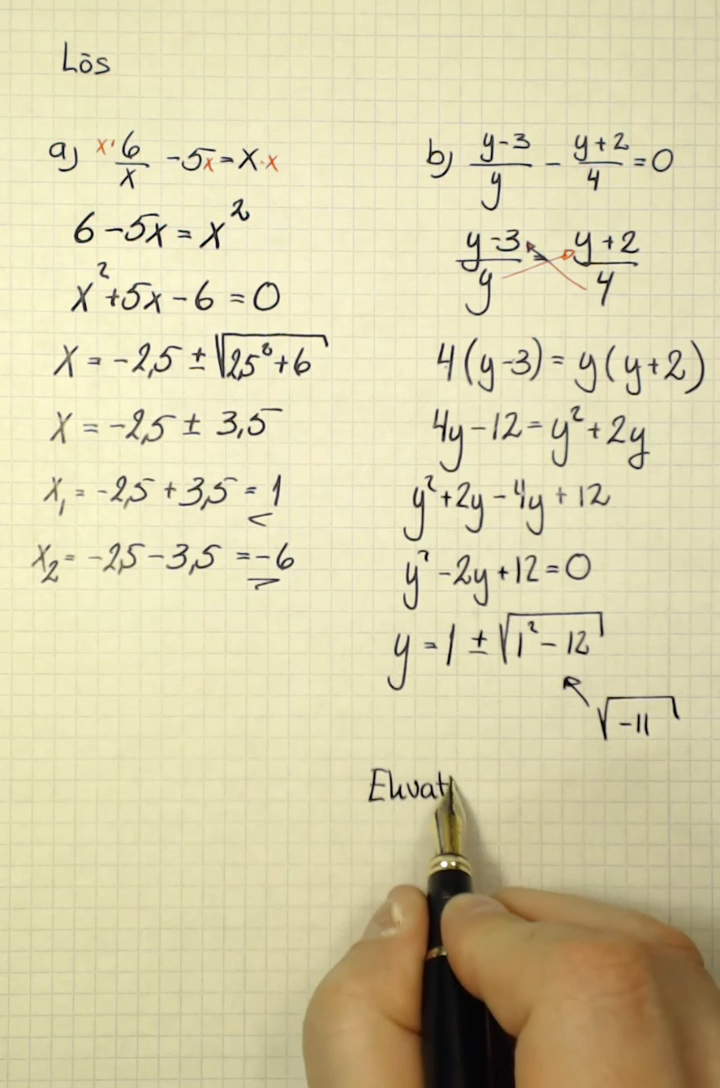 Lös
a) x· 6/x - 5x = x·x
6 - 5x = x²
x² + 5x - 6 = 0
x = -2,5 ± √(2,5² + 6)
x = -2,5 ± 3,5
x₁ = -2,5 + 3,5 = 1
x₂ = -2,5 - 3,5 = -6
b) (y-3)/y - (y+2)/4 = 0
(y-3)/y = (y+2)/4
4(y-3) = y(y+2)
4y - 12 = y² + 2y
y² + 2y - 4y + 12
y² - 2y + 12 = 0
y = 1 ± √(1² - 12)
√-11
Ekvat